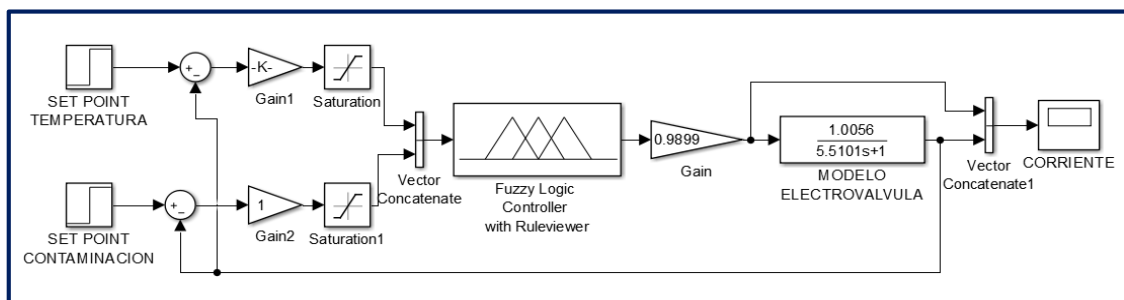 SET POINT
TEMPERATURA
+
−
-K-
Gain1
Saturation
SET POINT
CONTAMINACION
+
−
1
Gain2
Saturation1
Vector
Concatenate
Fuzzy Logic
Controller
with Ruleviewer
0.9899
Gain
1.0056
5.5101s+1
MODELO
ELECTROVALVULA
Vector
Concatenate1
CORRIENTE